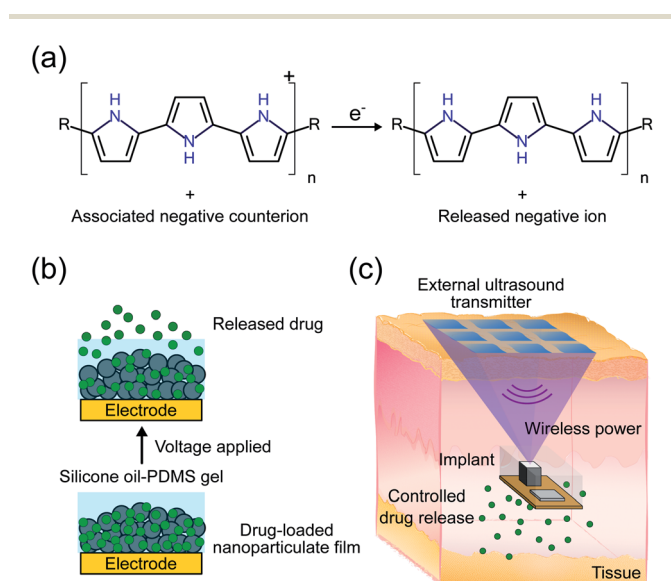 (a)
H
N
+
H
N
R
R
N
H
n
e-
H
N
H
N
R
R
N
H
n
+
Associated negative counterion
+
Released negative ion
(b)
Released drug
Electrode
Voltage applied
Silicone oil-PDMS gel
Drug-loaded
nanoparticulate film
Electrode
(c)
External ultrasound
transmitter
Wireless power
Implant
Controlled
drug release
Tissue